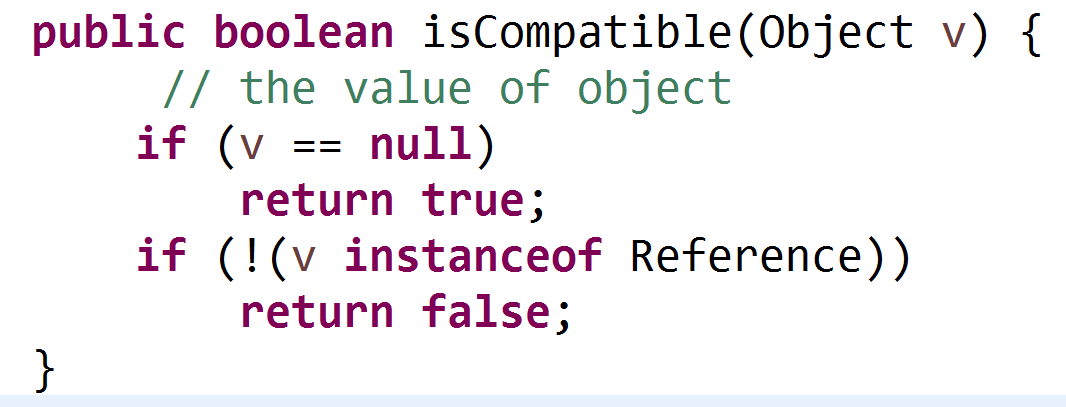 public boolean isCompatible(Object v) {
// the value of object
if (v == null)
return true;
if (!(v instanceof Reference))
return false;
}